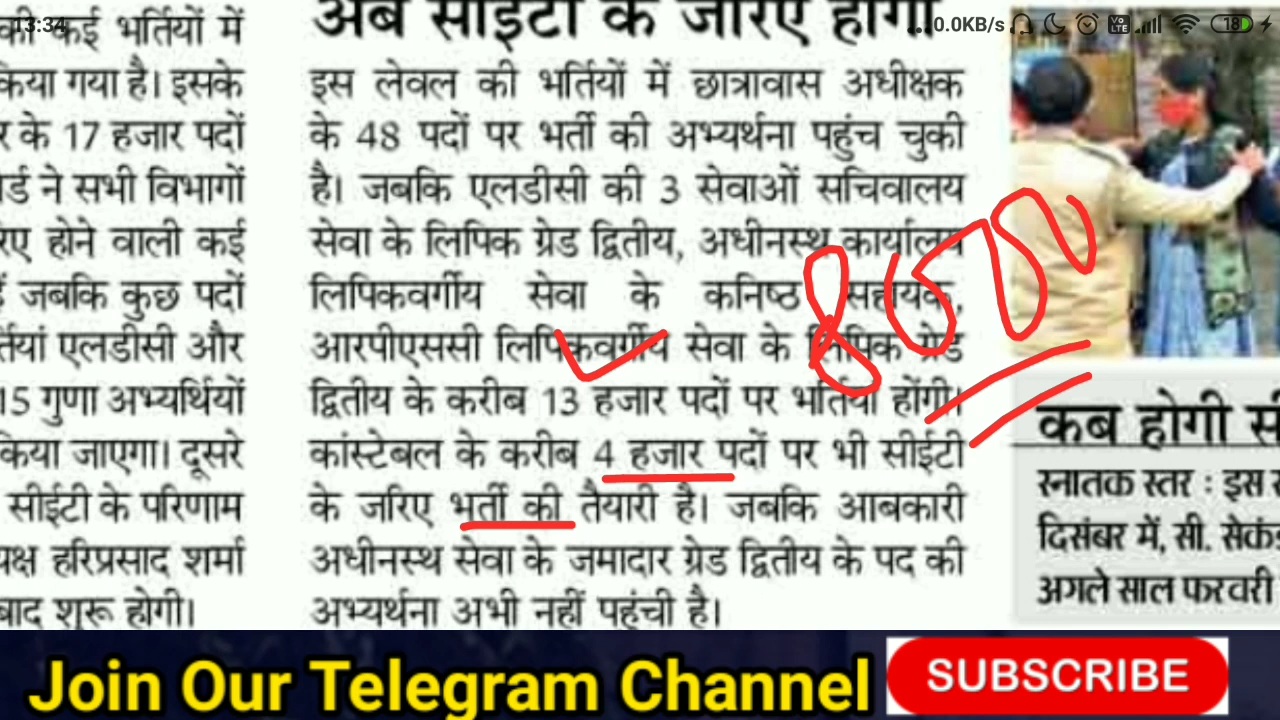 13:34
...0.0KB/s
Vo LTE
18
की कई भर्तियों में
किया गया है। इसके
र के 17 हजार पदों
र्ड ने सभी विभागों
रिए होने वाली कई
हैं जबकि कुछ पदों
र्तियां एलडीसी और
15 गुणा अभ्यर्थियों
किया जाएगा। दूसरे
सीईटी के परिणाम
यक्ष हरिप्रसाद शर्मा
बाद शुरू होगी।
अब सीईटी के जरिए होगी
इस लेवल की भर्तियों में छात्रावास अधीक्षक
के 48 पदों पर भर्ती की अभ्यर्थना पहुंच चुकी
है। जबकि एलडीसी की 3 सेवाओं सचिवालय
सेवा के लिपिक ग्रेड द्वितीय, अधीनस्थ कार्यालय
लिपिकवर्गीय सेवा के कनिष्ठ सहायक,
आरपीएससी लिपिकवर्गीय सेवा के लिपिक ग्रेड
द्वितीय के करीब 13 हजार पदों पर भर्तियां होंगी।
कांस्टेबल के करीब 4 हजार पदों पर भी सीईटी
के जरिए भर्ती की तैयारी है। जबकि आबकारी
अधीनस्थ सेवा के जमादार ग्रेड द्वितीय के पद की
अभ्यर्थना अभी नहीं पहुंची है।
8500
कब होगी
स्नातक स्तर : इस
दिसंबर में, सी.
अगले साल फरवरी
Join Our Telegram Channel
SUBSCRIBE